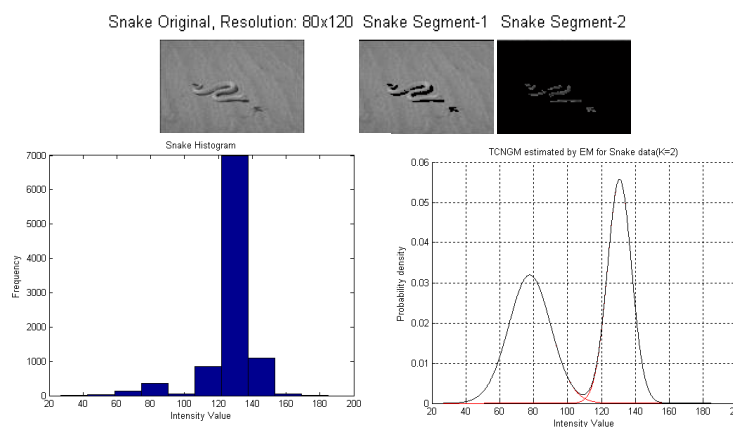 Snake Original, Resolution: 80x120 Snake Segment-1 Snake Segment-2
Snake Histogram
7000
6000
5000
4000
3000
2000
1000
0
20 40 60 80 100 120 140 160 180 200
Frequency
Intensity Value
TCNGM estimated by EM for Snake data(K=2)
0.06
0.05
0.04
0.03
0.02
0.01
0
20 40 60 80 100 120 140 160 180 200
Probability density
Intensity Value